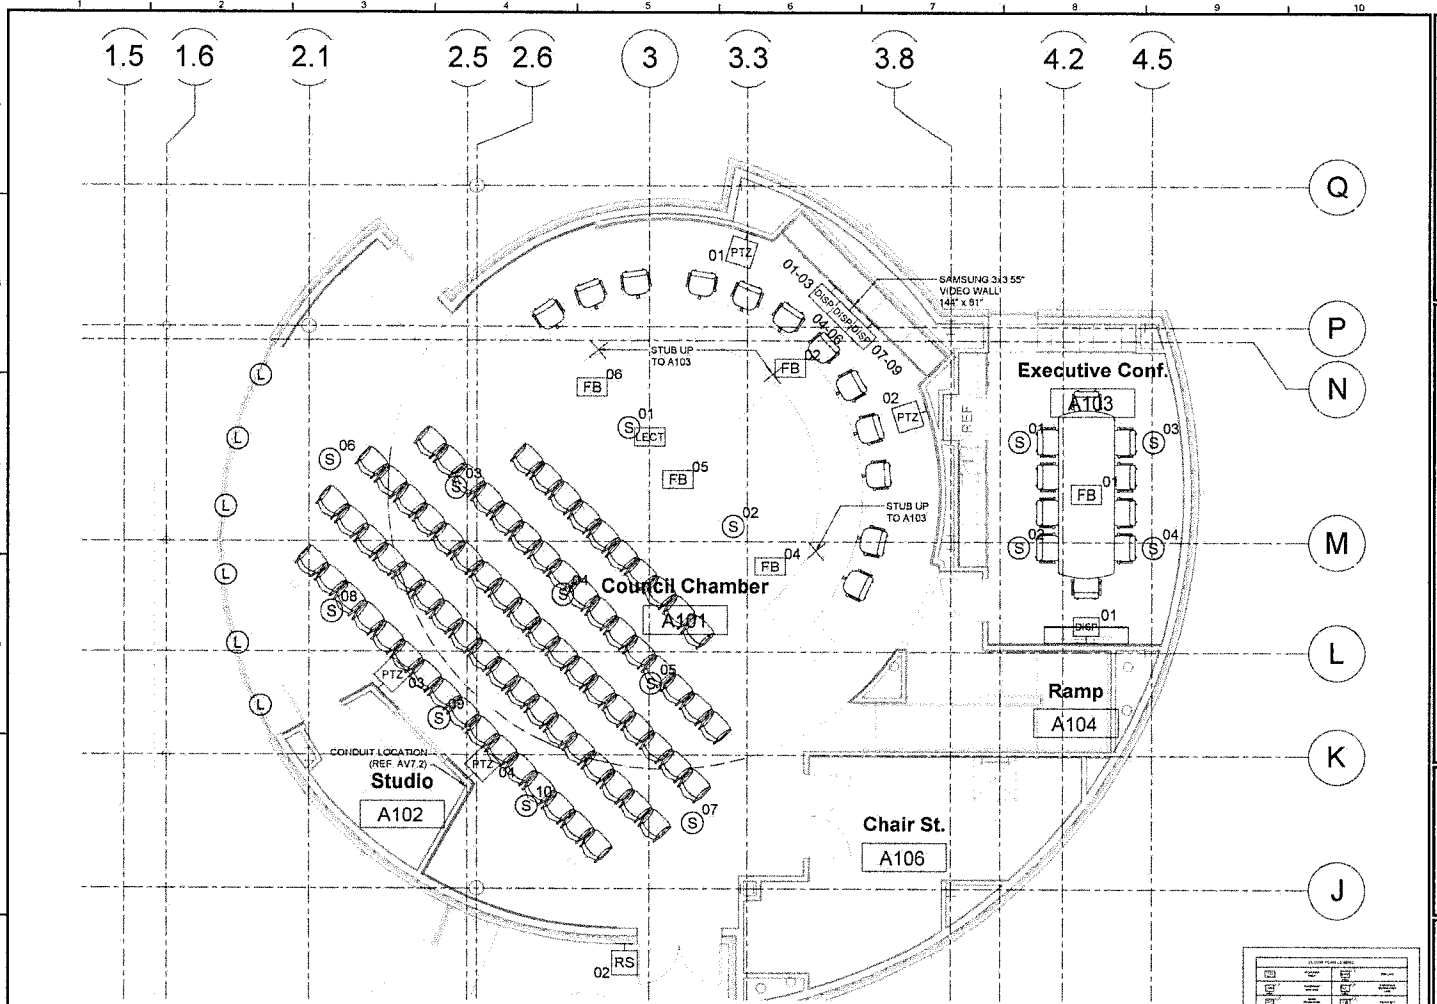 1 2 3 4 5 6 7 8 9 10
1.5 1.6 2.1 2.5 2.6 3 3.3 3.8 4.2 4.5
Q
01 PTZ
01-03
DISP DISP DISP
04-06
07-09
SAMSUNG 3x3 55"
VIDEO WALL
144" x 81"
P
STUB UP
TO A103
FB 02
L
FB 06
Executive Conf.
A103
N
02 PTZ
REF
S 01
LECT
L
S 06
S 03
S 01
S 03
FB 05
FB 01
L
S 02
STUB UP
TO A103
M
S 02
S 04
FB 04
L
S 04
Council Chamber
A101
S 08
DISP 01
L
L
PTZ 03
S 05
Ramp
A104
L
S 09
CONDUIT LOCATION
(REF. AV7.2)
K
PTZ 04
Studio
A102
S 10
S 07
Chair St.
A106
J
02 RS